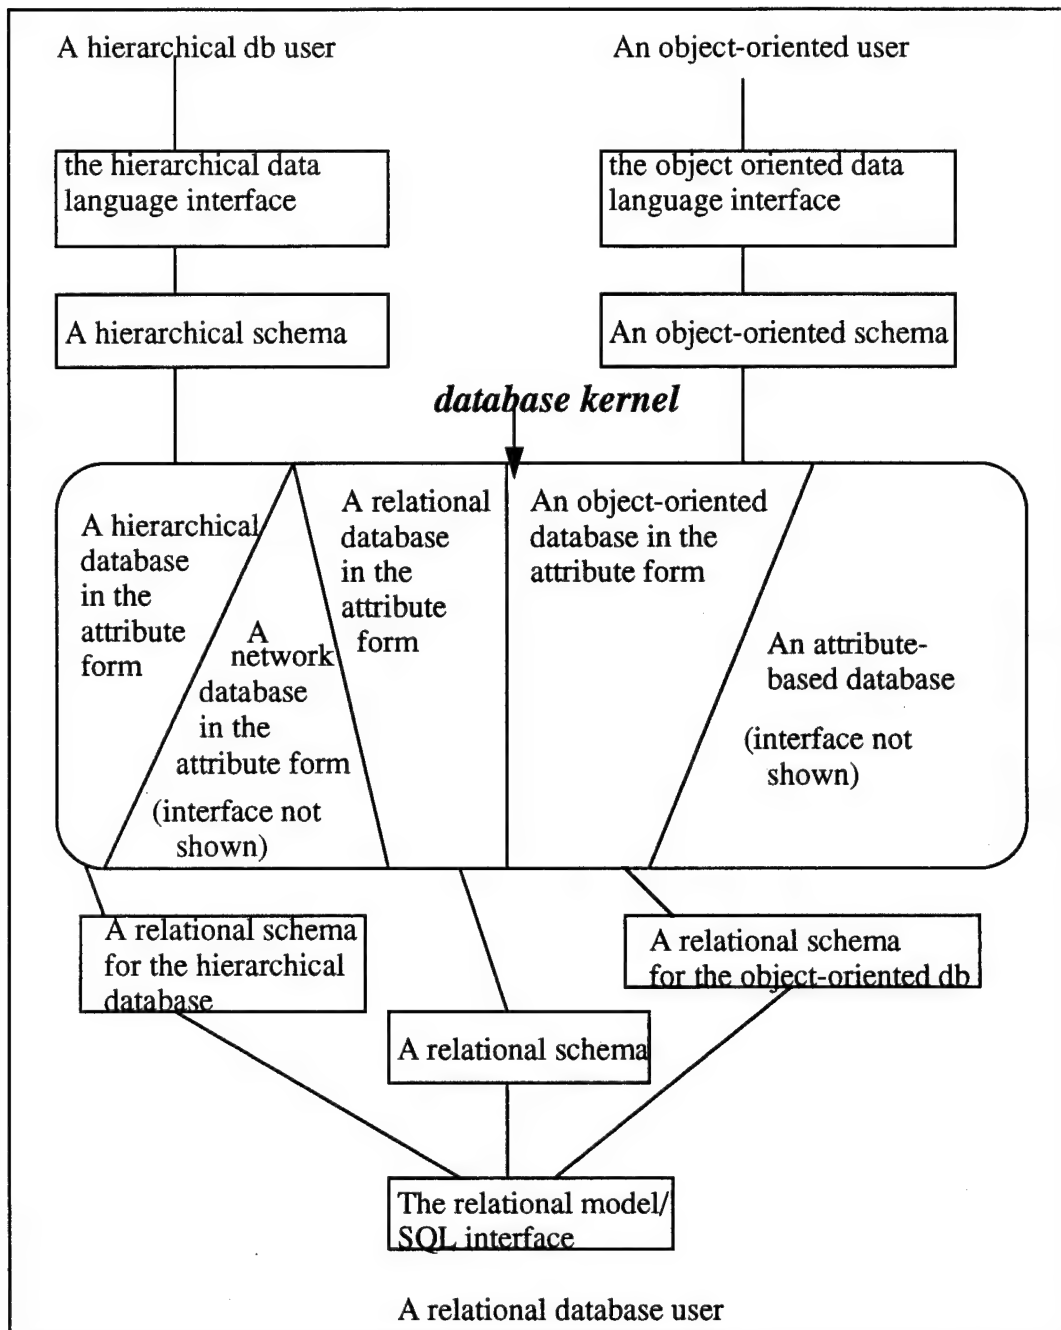 A hierarchical db user
An object-oriented user
the hierarchical data
language interface
the object oriented data
language interface
A hierarchical schema
An object-oriented schema
database kernel
A hierarchical
database
in the
attribute
form
A
network
database
in the
attribute form
(interface not
shown)
A relational
database
in the
attribute
form
An object-oriented
database in the
attribute form
An attribute-
based database
(interface not
shown)
A relational schema
for the hierarchical
database
A relational schema
for the object-oriented db
A relational schema
The relational model/
SQL interface
A relational database user